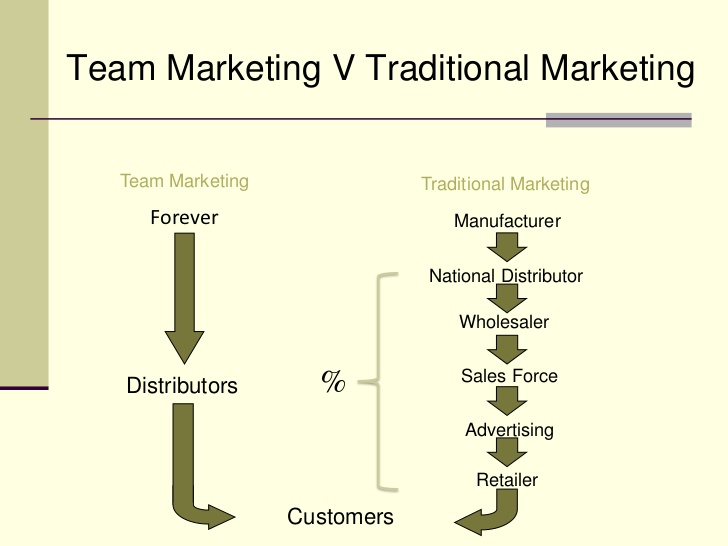 Team Marketing V Traditional Marketing
Team Marketing
Forever
Distributors
%
Traditional Marketing
Manufacturer
National Distributor
Wholesaler
Sales Force
Advertising
Retailer
Customers